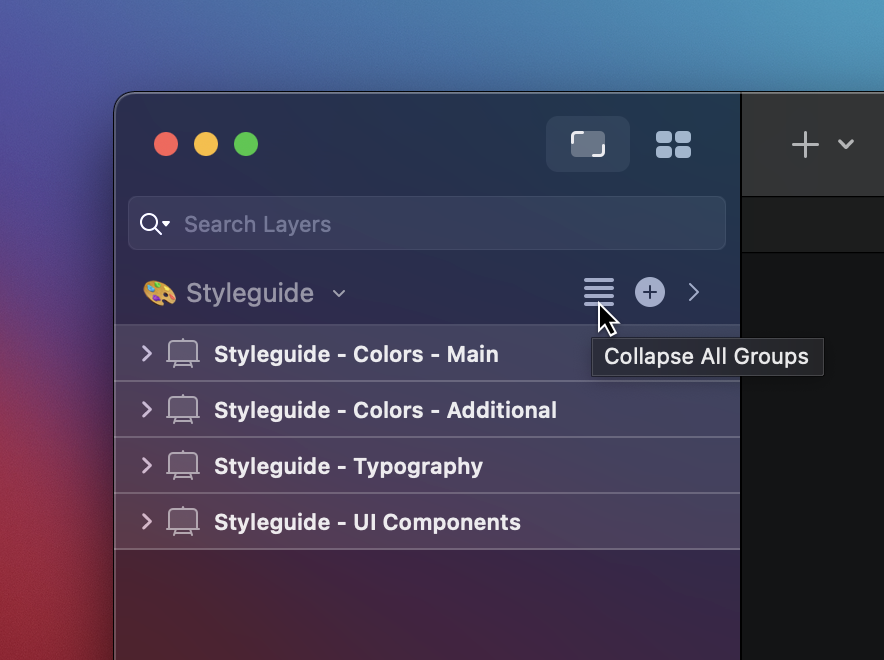 Search Layers
🎨 Styleguide
Styleguide - Colors - Main
Collapse All Groups
Styleguide - Colors - Additional
Styleguide - Typography
Styleguide - UI Components